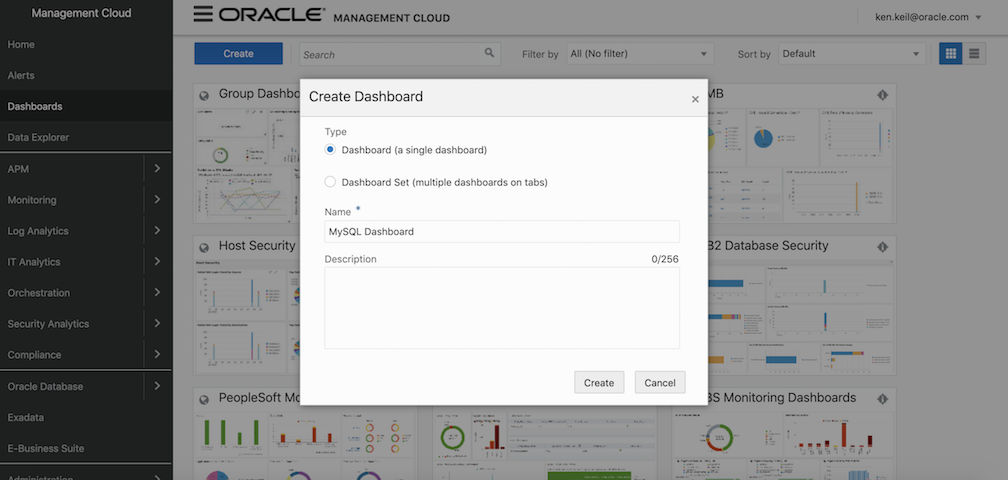 Management Cloud
ORACLE® MANAGEMENT CLOUD
ken.keil@oracle.com
Home
Alerts
Dashboards
Data Explorer
APM
Monitoring
Log Analytics
IT Analytics
Orchestration
Security Analytics
Compliance
Oracle Database
Exadata
E-Business Suite
Administration
Create
Search
Filter by
All (No filter)
Sort by
Default
Group Dashbo
MB
Create Dashboard
×
Type
Dashboard (a single dashboard)
Dashboard Set (multiple dashboards on tabs)
Name *
MySQL Dashboard
Description
0/256
Create
Cancel
Host Security
B2 Database Security
PeopleSoft Mo
BS Monitoring Dashboards